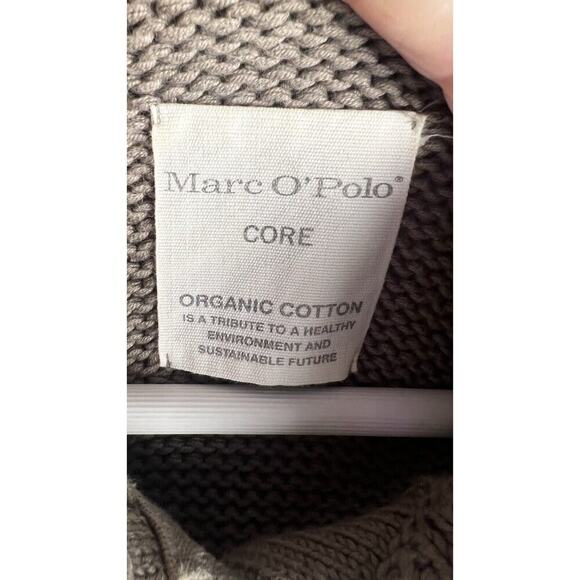 Marc O'Polo®
CORE
ORGANIC COTTON
IS A TRIBUTE TO A HEALTHY
ENVIRONMENT AND
SUSTAINABLE FUTURE